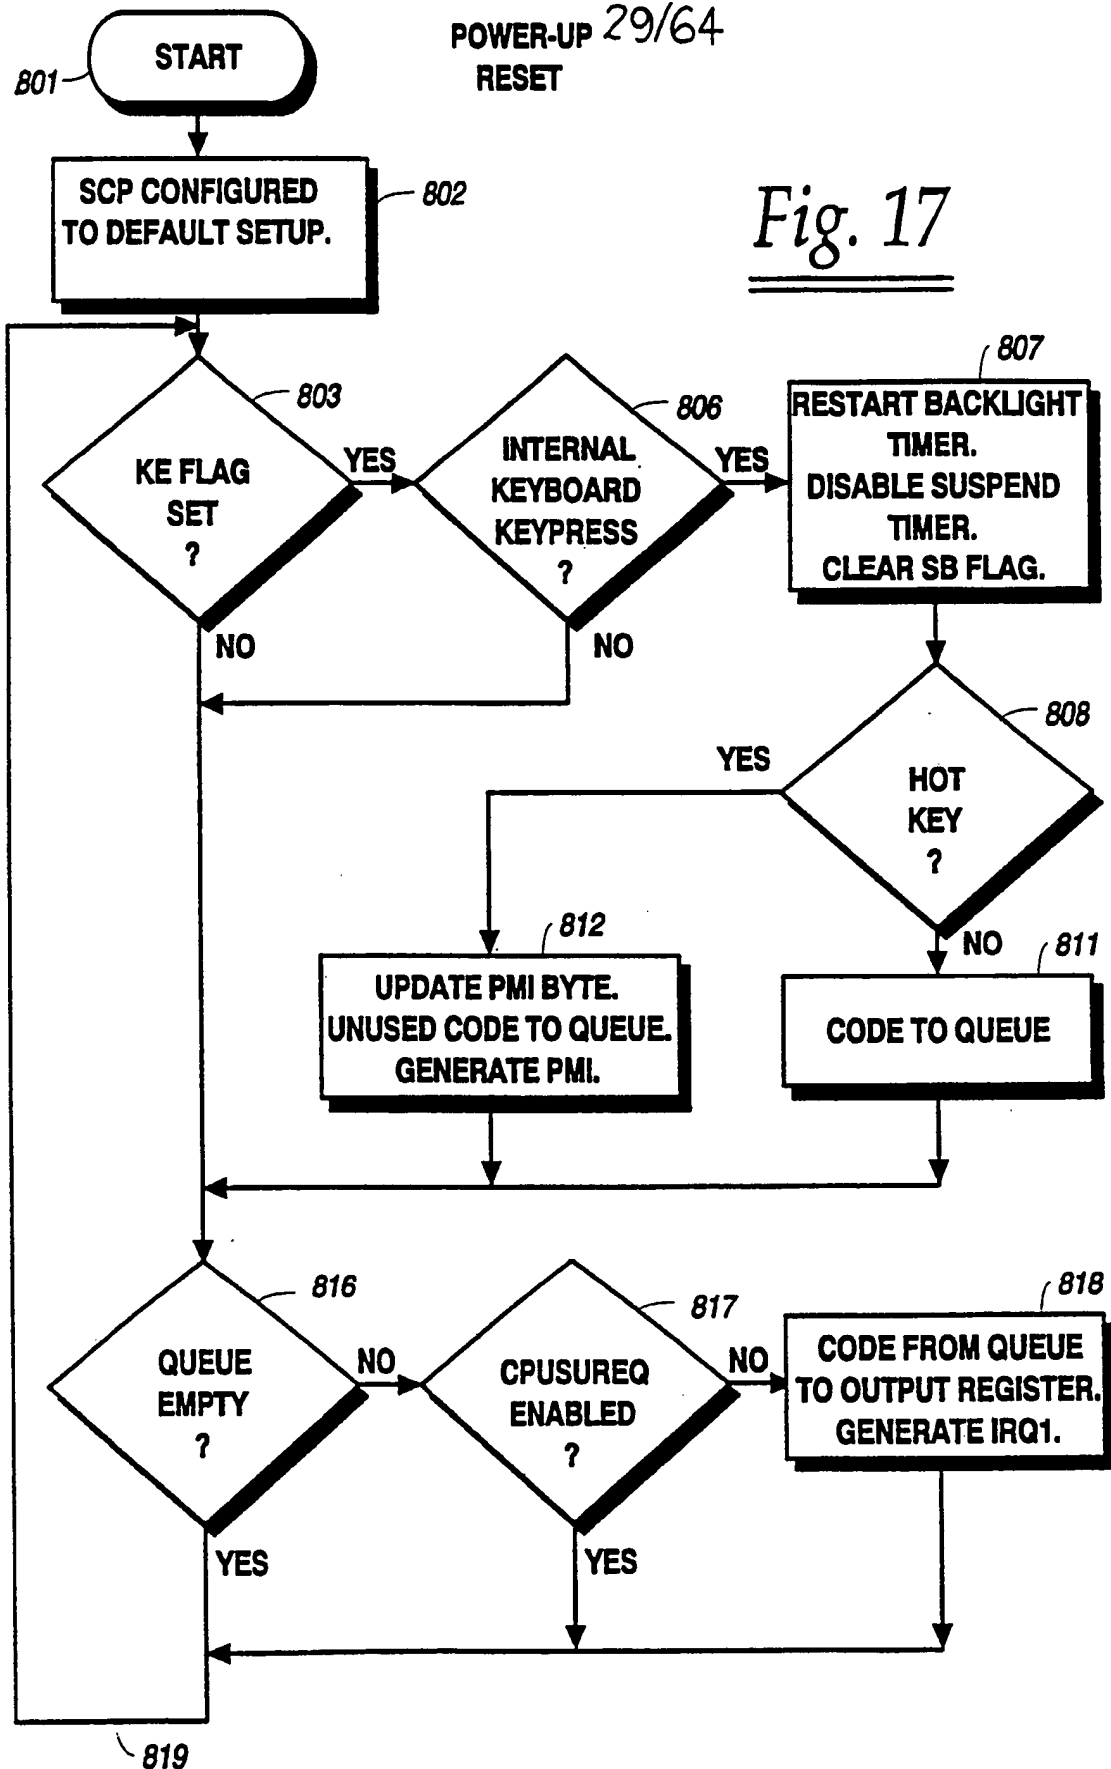 POWER-UP 29/64
RESET
START
801
SCP CONFIGURED
TO DEFAULT SETUP.
802
Fig. 17
803
KE FLAG
SET
?
YES
NO
806
INTERNAL
KEYBOARD
KEYPRESS
?
YES
NO
807
RESTART BACKLIGHT
TIMER.
DISABLE SUSPEND
TIMER.
CLEAR SB FLAG.
808
HOT
KEY
?
YES
NO
812
UPDATE PMI BYTE.
UNUSED CODE TO QUEUE.
GENERATE PMI.
811
CODE TO QUEUE
816
QUEUE
EMPTY
?
NO
YES
817
CPUSUREQ
ENABLED
?
NO
YES
818
CODE FROM QUEUE
TO OUTPUT REGISTER.
GENERATE IRQ1.
819